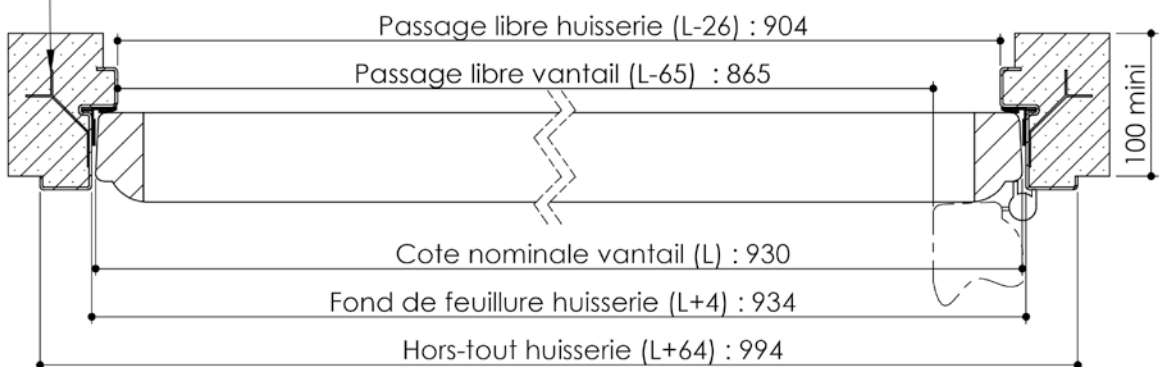 Passage libre huisserie (L-26) : 904
Passage libre vantail (L-65) : 865
100 mini
Cote nominale vantail (L) : 930
Fond de feuillure huisserie (L+4) : 934
Hors-tout huisserie (L+64) : 994